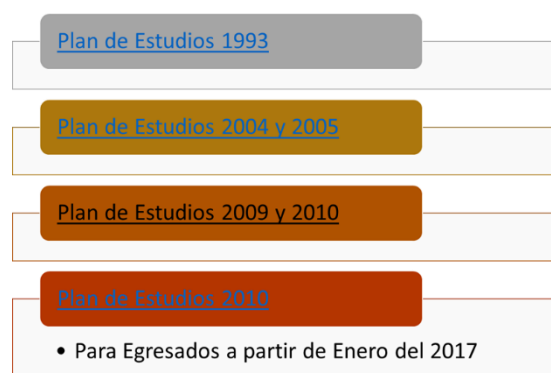 Plan de Estudios 1993
Plan de Estudios 2004 y 2005
Plan de Estudios 2009 y 2010
Plan de Estudios 2010
• Para Egresados a partir de Enero del 2017